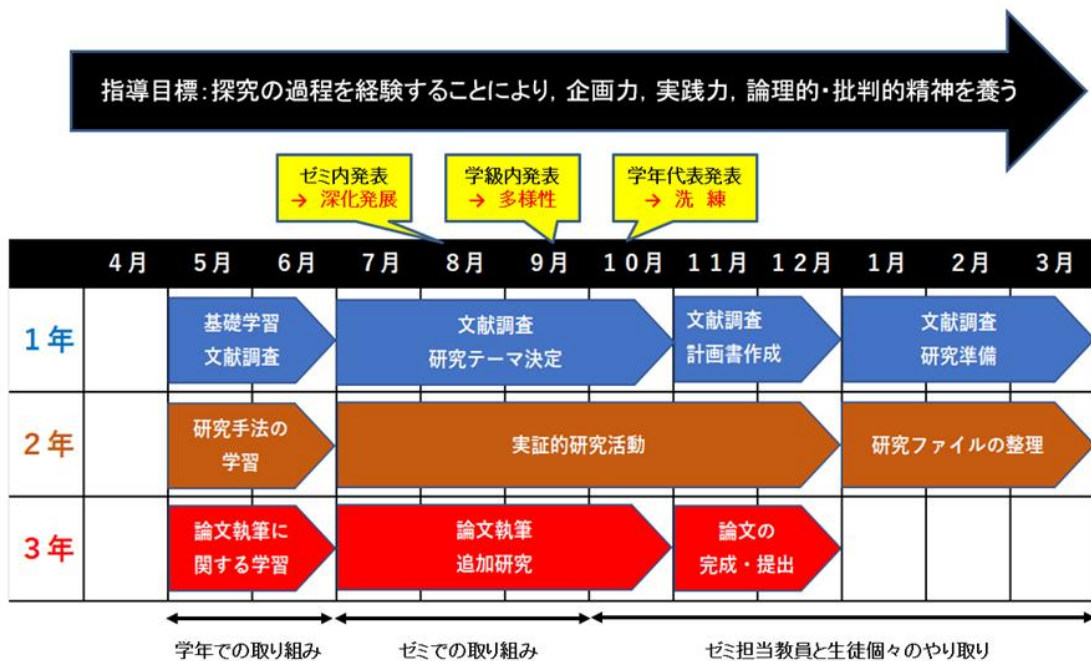 指導目標:探究の過程を経験することにより, 企画力, 実践力, 論理的・批判的精神を養う
ゼミ内発表
→ 深化発展
学級内発表
→ 多様性
学年代表発表
→ 洗 練
4月 5月 6月 7月 8月 9月 10月 11月 12月 1月 2月 3月
1年
基礎学習
文献調査
文献調査
研究テーマ決定
文献調査
計画書作成
文献調査
研究準備
2年
研究手法の
学習
実証的研究活動
研究ファイルの整理
3年
論文執筆に
関する学習
論文執筆
追加研究
論文の
完成・提出
学年での取り組み
ゼミでの取り組み
ゼミ担当教員と生徒個々のやり取り